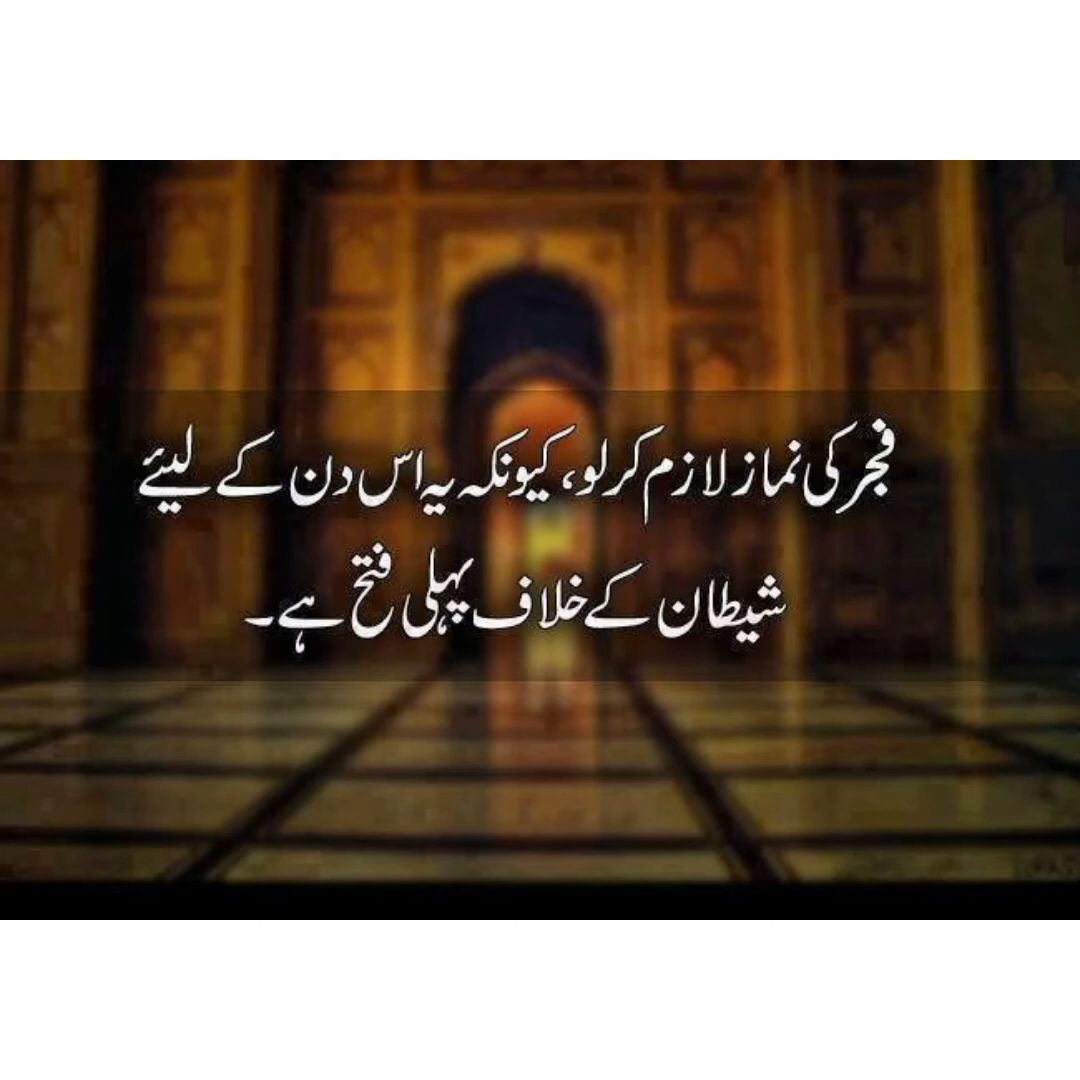 فجر کی نماز لازم کرلو، کیونکہ یہ اس دن کے لیئے
شیطان کے خلاف پہلی فتح ہے۔